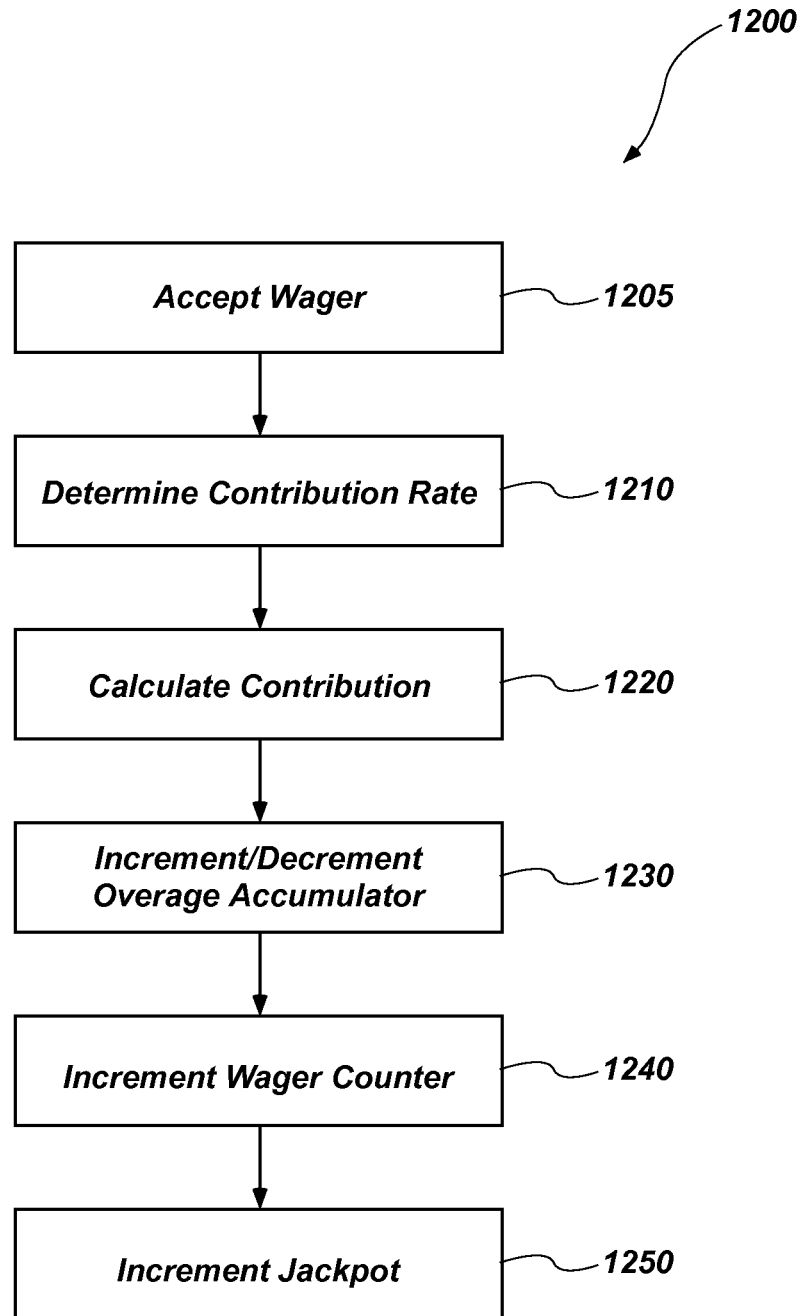 1200
Accept Wager
1205
Determine Contribution Rate
1210
Calculate Contribution
1220
Increment/Decrement
Overage Accumulator
1230
Increment Wager Counter
1240
Increment Jackpot
1250